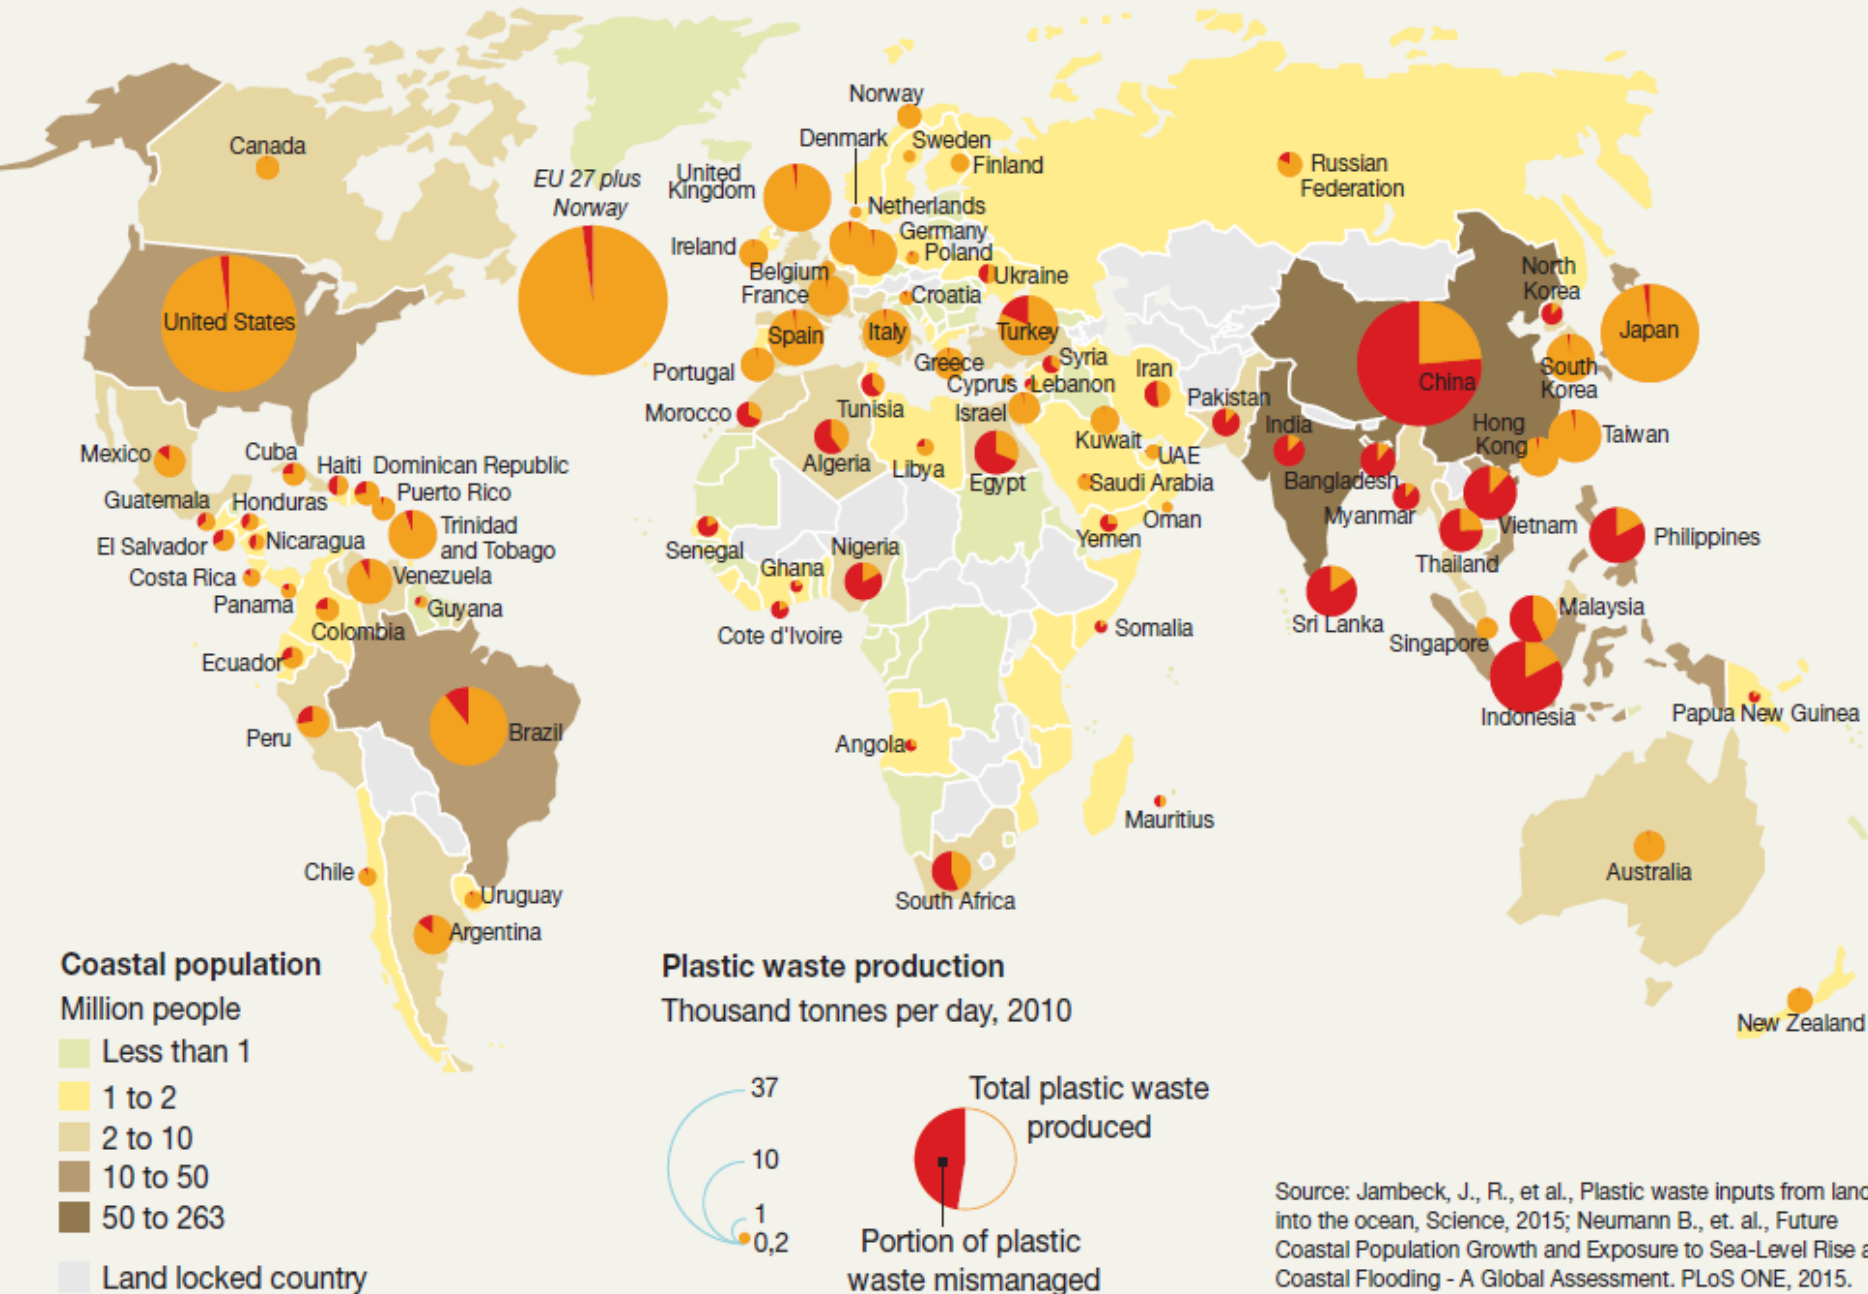 Canada
EU 27 plus
Norway
United States
Mexico
Cuba
Haiti
Dominican Republic
Puerto Rico
Guatemala
Honduras
Trinidad
and Tobago
El Salvador
Nicaragua
Costa Rica
Venezuela
Panama
Guyana
Colombia
Ecuador
Peru
Brazil
Chile
Uruguay
Argentina
Norway
Denmark
Sweden
Finland
United
Kingdom
Netherlands
Germany
Poland
Ireland
Belgium
France
Ukraine
Croatia
Spain
Italy
Turkey
Portugal
Greece
Syria
Cyprus
Lebanon
Iran
Morocco
Tunisia
Israel
Pakistan
Kuwait
Algeria
Libya
Egypt
UAE
Saudi Arabia
Oman
Yemen
Senegal
Nigeria
Ghana
Cote d'Ivoire
Somalia
Angola
Mauritius
South Africa
Russian
Federation
North
Korea
Japan
China
South
Korea
India
Hong
Kong
Taiwan
Bangladesh
Myanmar
Vietnam
Philippines
Thailand
Sri Lanka
Malaysia
Singapore
Indonesia
Papua New Guinea
Australia
New Zealand
Coastal population
Million people
Less than 1
1 to 2
2 to 10
10 to 50
50 to 263
Land locked country
Plastic waste production
Thousand tonnes per day, 2010
37
10
1
0,2
Total plastic waste
produced
Portion of plastic
waste mismanaged
Source: Jambeck, J., R., et al., Plastic waste inputs from land
into the ocean, Science, 2015; Neumann B., et. al., Future
Coastal Population Growth and Exposure to Sea-Level Rise
Coastal Flooding - A Global Assessment. PLoS ONE, 2015.